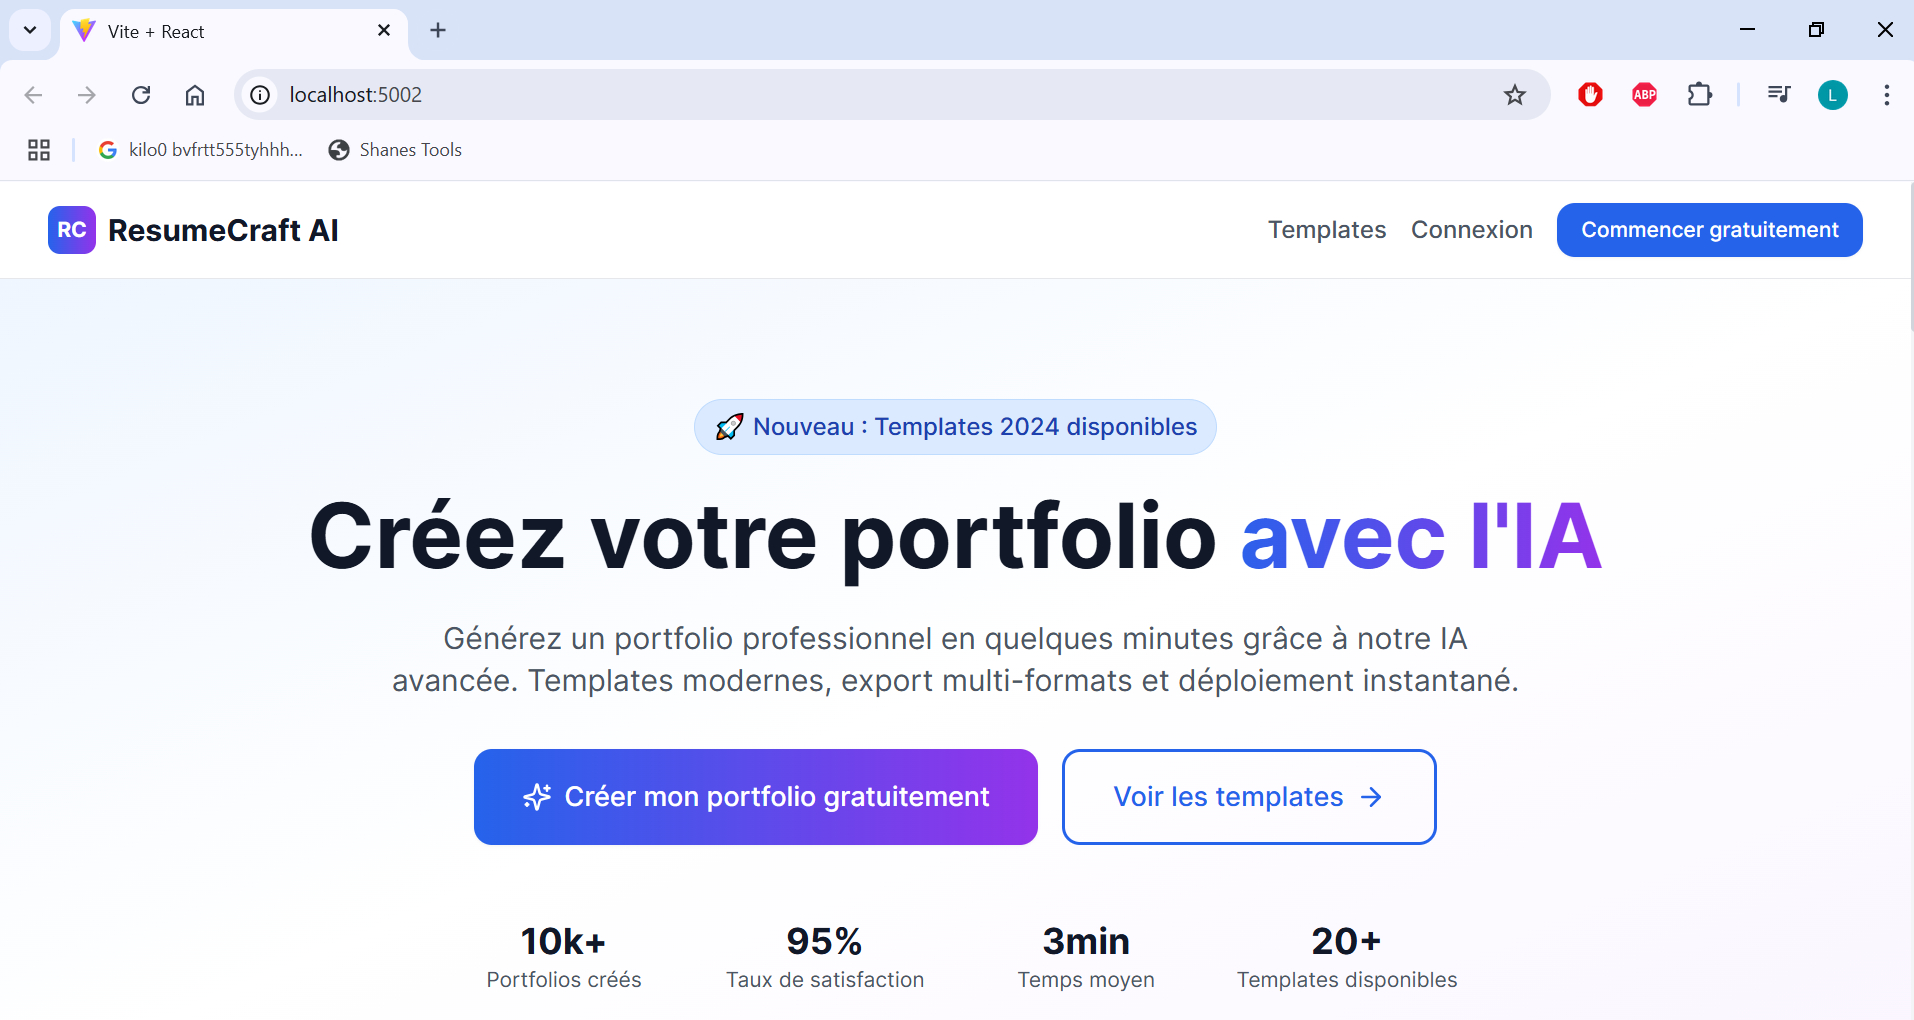 Vite + React
localhost:5002
ABP
L
kilo0 bvfrtt555tyhhh...
Shanes Tools
RC ResumeCraft AI
Templates
Connexion
Commencer gratuitement
Nouveau : Templates 2024 disponibles
Créez votre portfolio avec l'IA
Générez un portfolio professionnel en quelques minutes grâce à notre IA
avancée. Templates modernes, export multi-formats et déploiement instantané.
Créer mon portfolio gratuitement
Voir les templates →
10k+
Portfolios créés
95%
Taux de satisfaction
3min
Temps moyen
20+
Templates disponibles